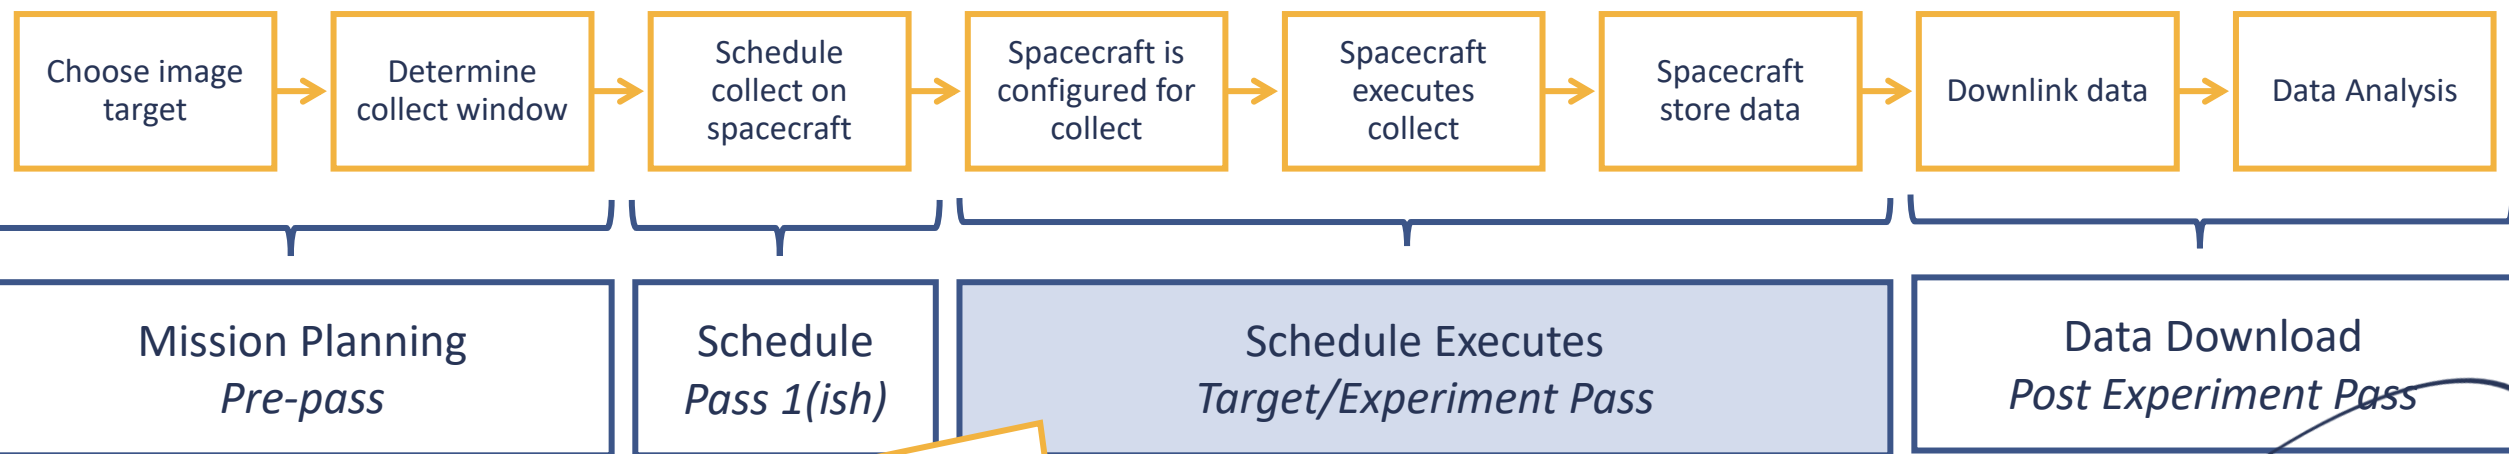 Choose image
target
Determine
collect window
Schedule
collect on
spacecraft
Spacecraft is
configured for
collect
Spacecraft
executes
collect
Spacecraft
store data
Downlink data
Data Analysis
Mission Planning
Pre-pass
Schedule
Pass 1(ish)
Schedule Executes
Target/Experiment Pass
Data Download
Post Experiment Pass